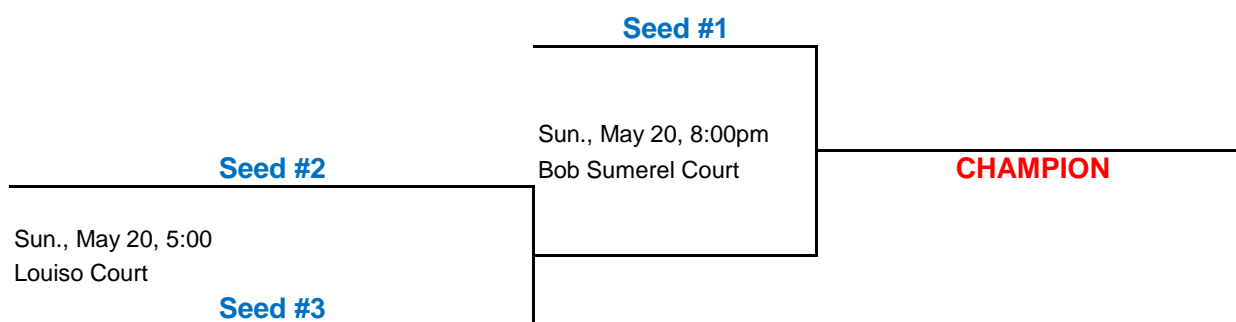 Seed #1
Sun., May 20, 8:00pm
Seed #2
Bob Sumerel Court
CHAMPION
Sun., May 20, 5:00
Louiso Court
Seed #3